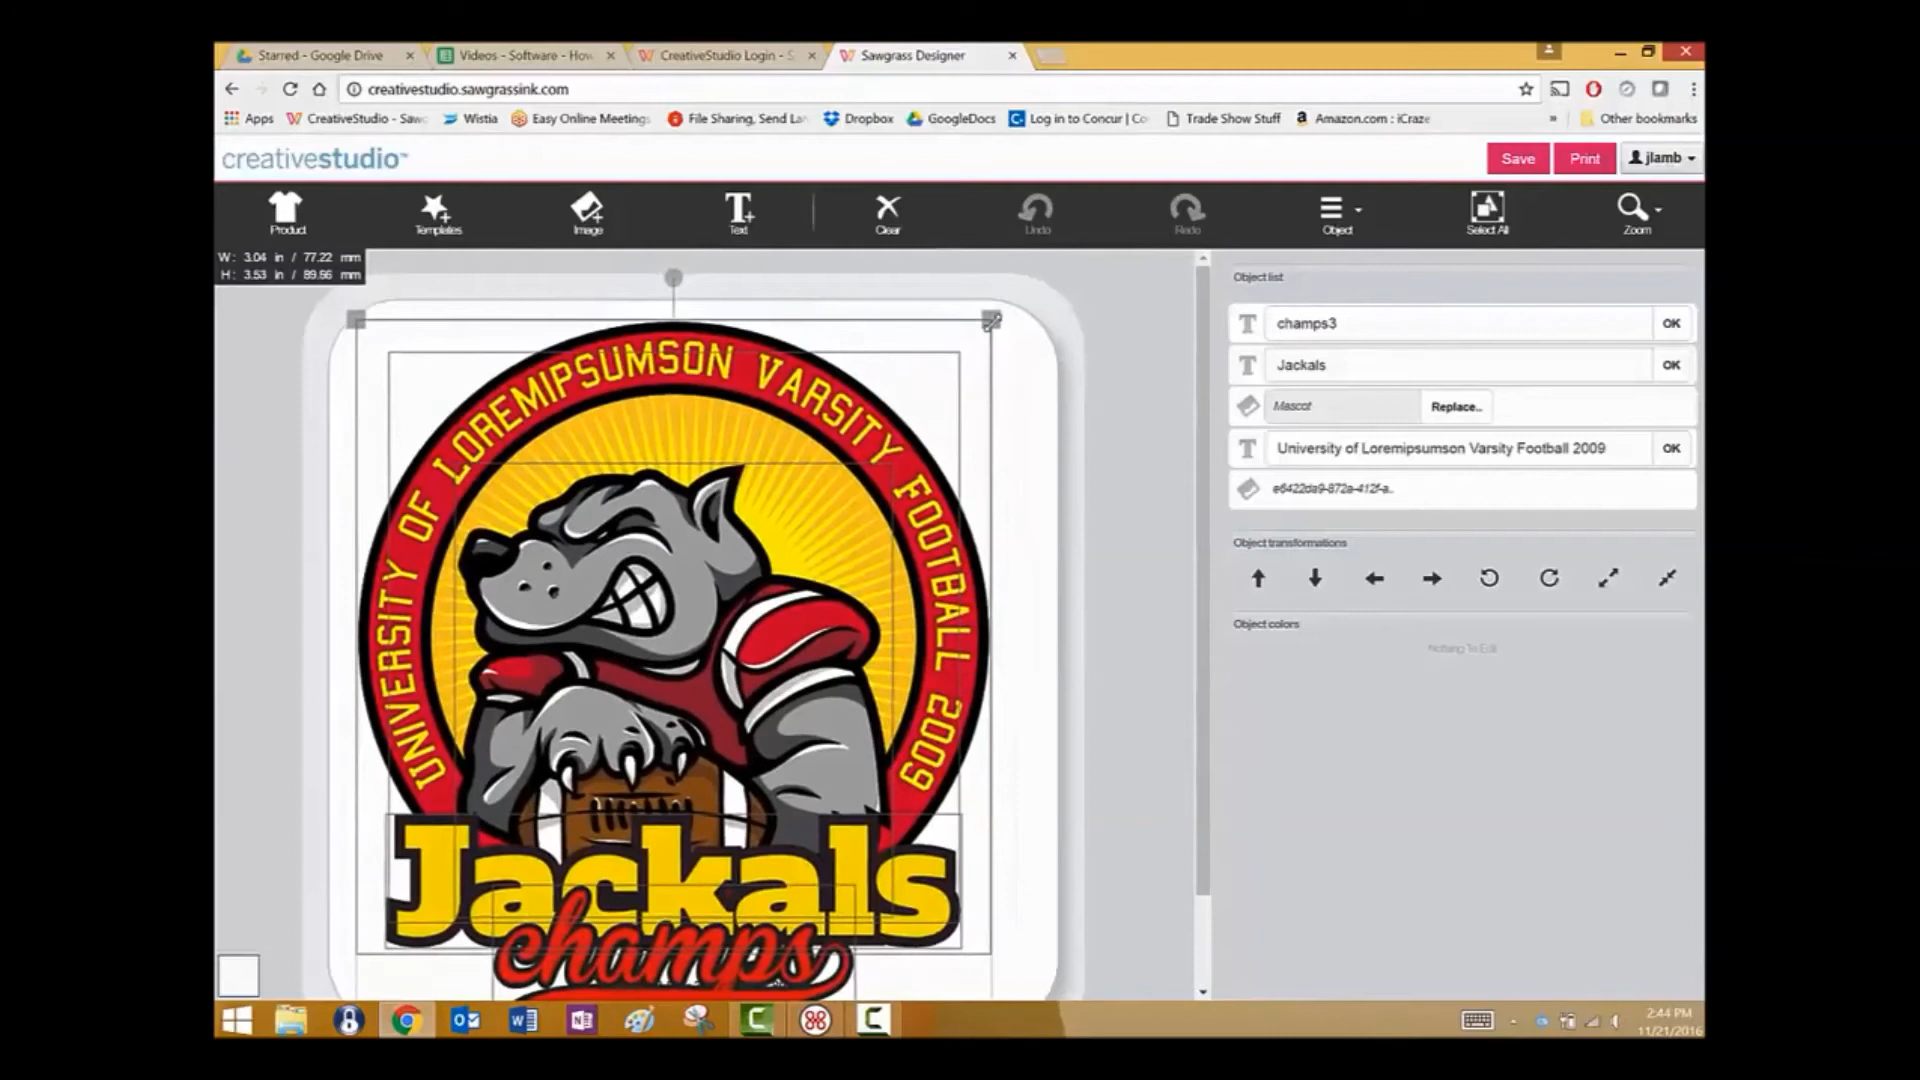 Starred - Google Drive
Videos - Software - How
CreativeStudio Login - S
Sawgrass Designer
creativestudio.sawgrassink.com
Apps
CreativeStudio - Saw
Wistia
Easy Online Meetings
File Sharing, Send La
Dropbox
GoogleDocs
Log in to Concur | Co
Trade Show Stuff
Amazon.com : iCraze
»
Other bookmarks
creativestudio™
Save
Print
jlamb
Product
Templates
Image
Text
Clear
Undo
Redo
Object
Select All
Zoom
W: 3.04 in / 77.22 mm
H: 3.53 in / 89.66 mm
UNIVERSITY OF LOREMIPSUMSON VARSITY FOOTBALL 2009
Jackals
champs
Object list
champs3 OK
Jackals OK
Mascot Replace..
University of Loremipsumson Varsity Football 2009 OK
e6422da9-872a-412f-a..
Object transformations
Object colors
Nothing To Edit
2:44 PM
11/21/2016